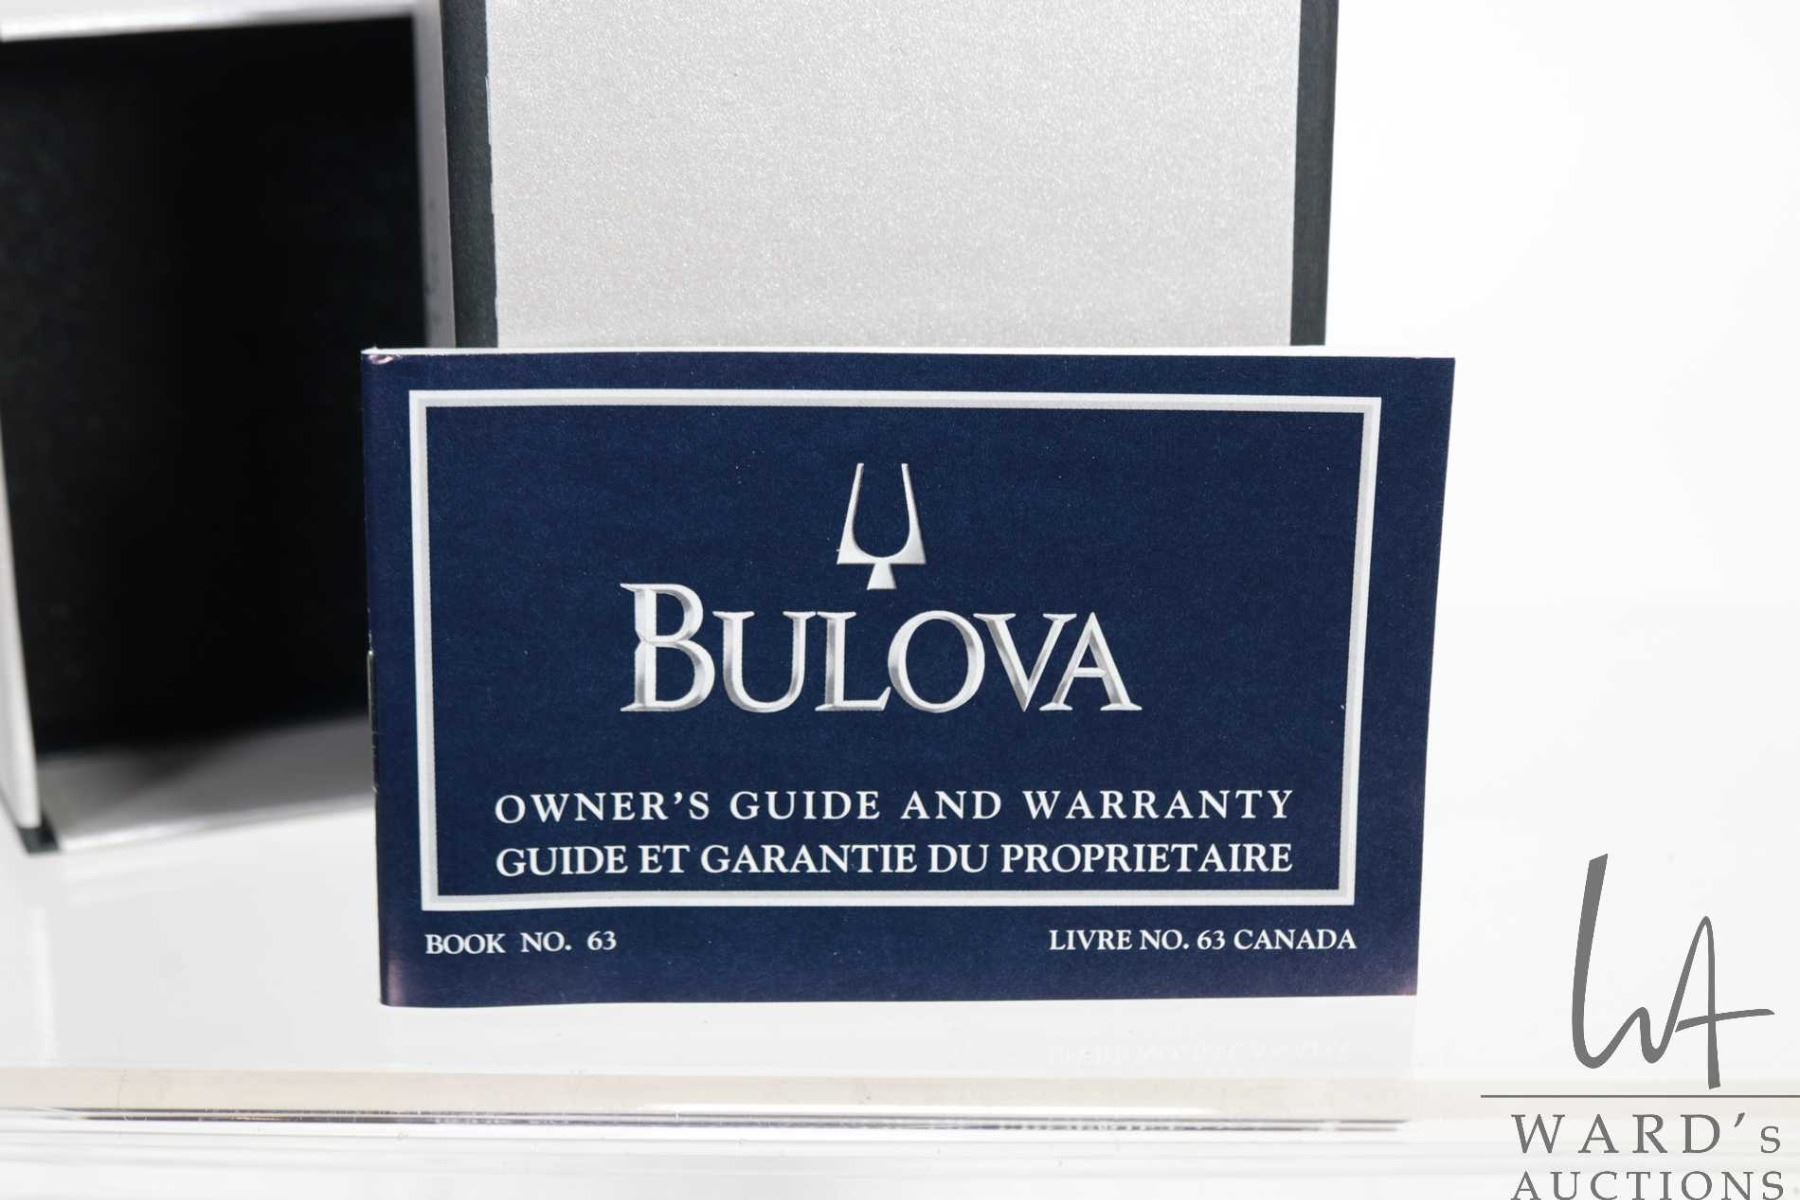 BULOVA
OWNER'S GUIDE AND WARRANTY
GUIDE ET GARANTIE DU PROPRIETAIRE
BOOK NO. 63
LIVRE NO. 63 CANADA
WA
WARD's
AUCTIONS